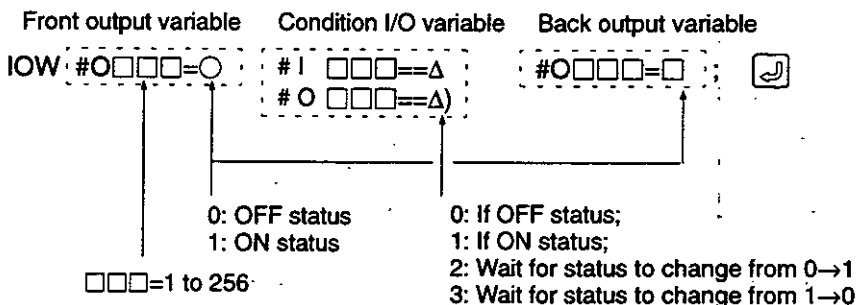 Front output variable Condition I/O variable Back output variable
IOW #O□□□=○ # I □□□==Δ #O□□□=□ ; ↵
# O □□□==Δ)
0: OFF status 0: If OFF status;
1: ON status 1: If ON status;
2: Wait for status to change from 0→1
□□□=1 to 256 3: Wait for status to change from 1→0